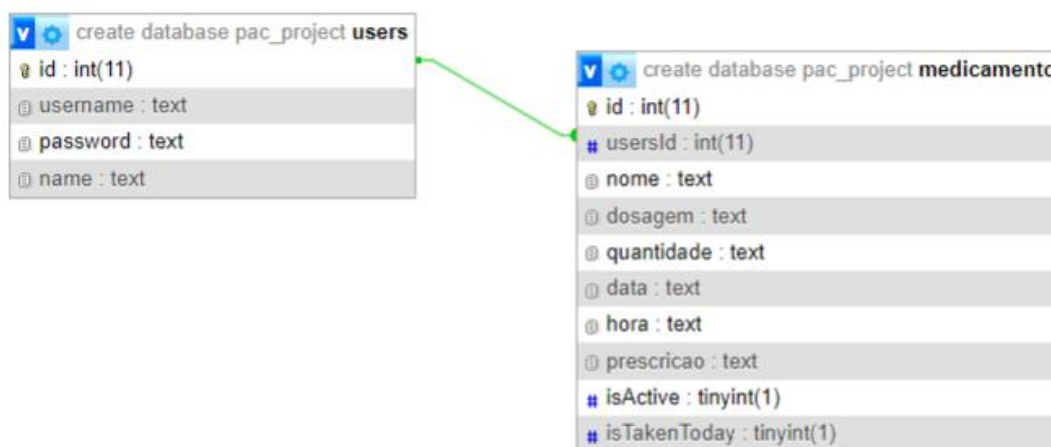 v create database pac_project users
id : int(11)
username : text
password : text
name : text
v create database pac_project medicamento
id : int(11)
# usersId : int(11)
nome : text
dosagem : text
quantidade : text
data : text
hora : text
prescricao : text
# isActive : tinyint(1)
# isTakenToday : tinyint(1)